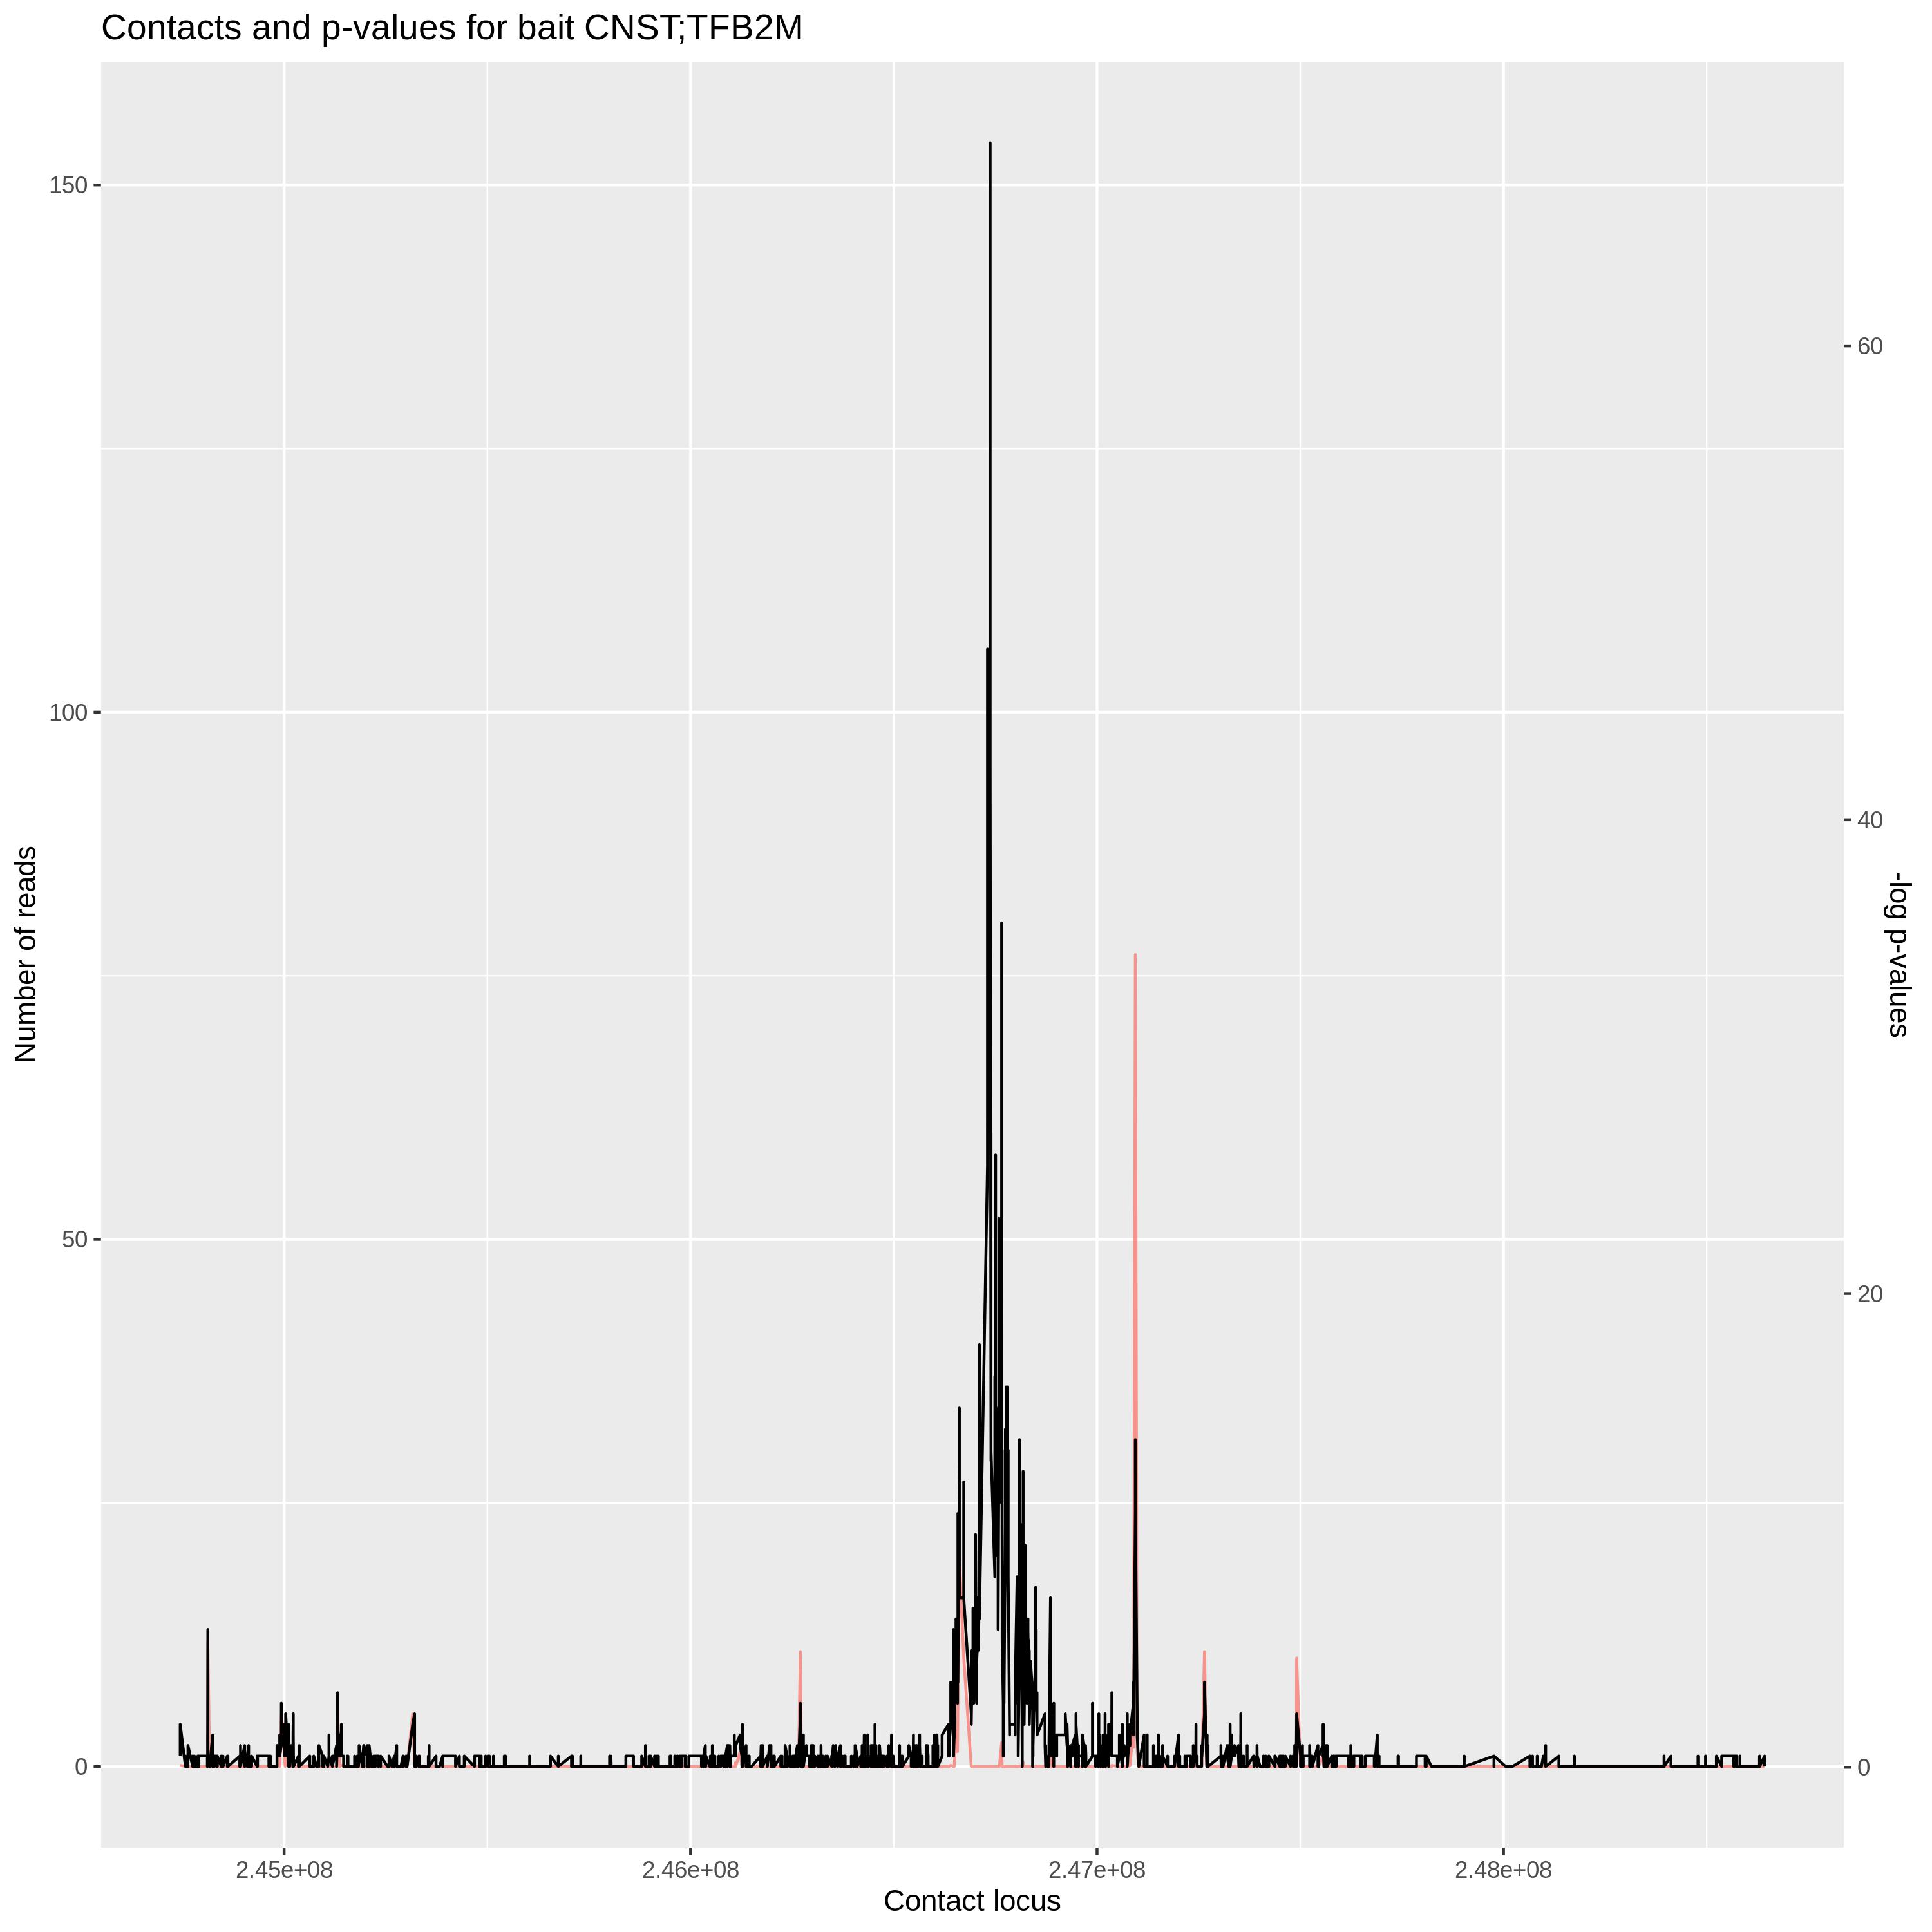 Contacts and p-values for bait CNST;TFB2M
150
100
50
0
Number of reads
60
40
20
0
-log p-values
2.45e+08
2.46e+08
2.47e+08
2.48e+08
Contact locus